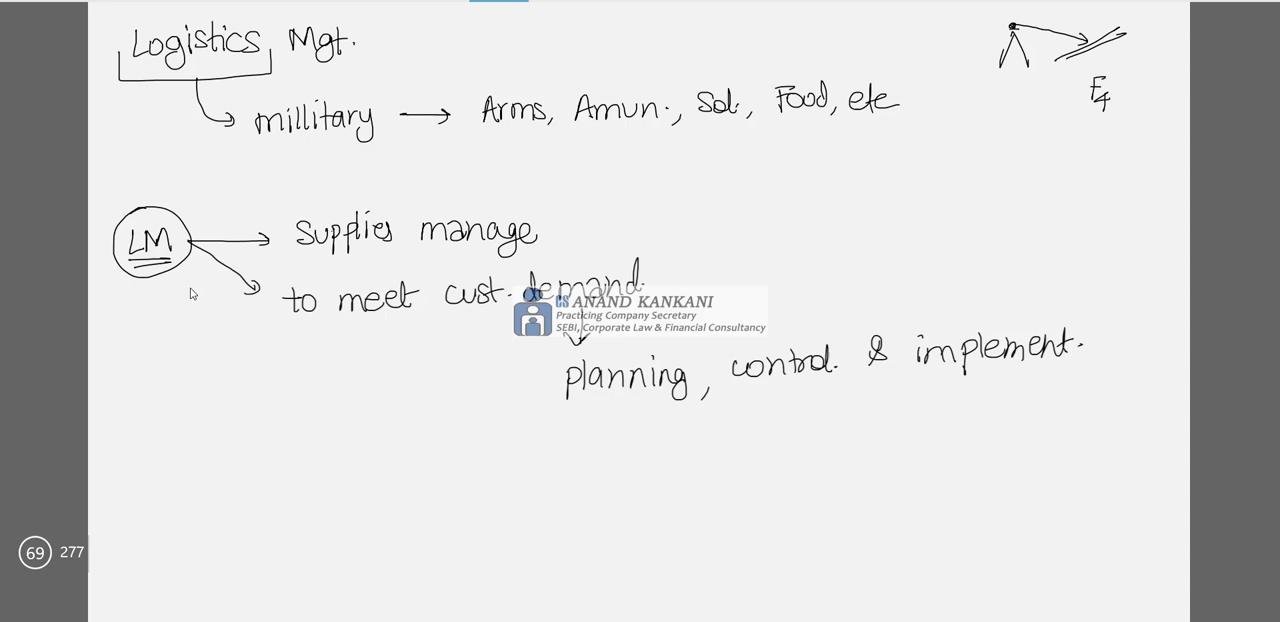 Logistics Mgt.
millitary → Arms, Amun., Sol., Food, etc
E4
LM → Supplies manage
to meet cust. demand.
CS ANAND KANKANI
Practicing Company Secretary
SEBI, Corporate Law & Financial Consultancy
planning, control. & implement.
69 277